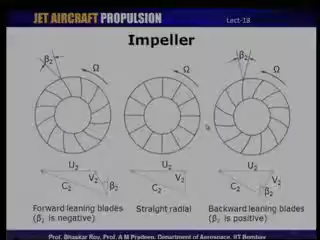 JET AIRCRAFT PROPULSION
Lect-18
Impeller
β₂
Ω
Ω
β₂
Ω
U₂
C₂
V₂
β₂
U₂
C₂
V₂
U₂
C₂
V₂
β₂
Forward leaning blades
(β₂ is negative)
Straight radial
Backward leaning blades
(β₂ is positive)
Prof. Bhaskar Roy, Prof. A M Pradeep, Department of Aerospace, IIT Bombay